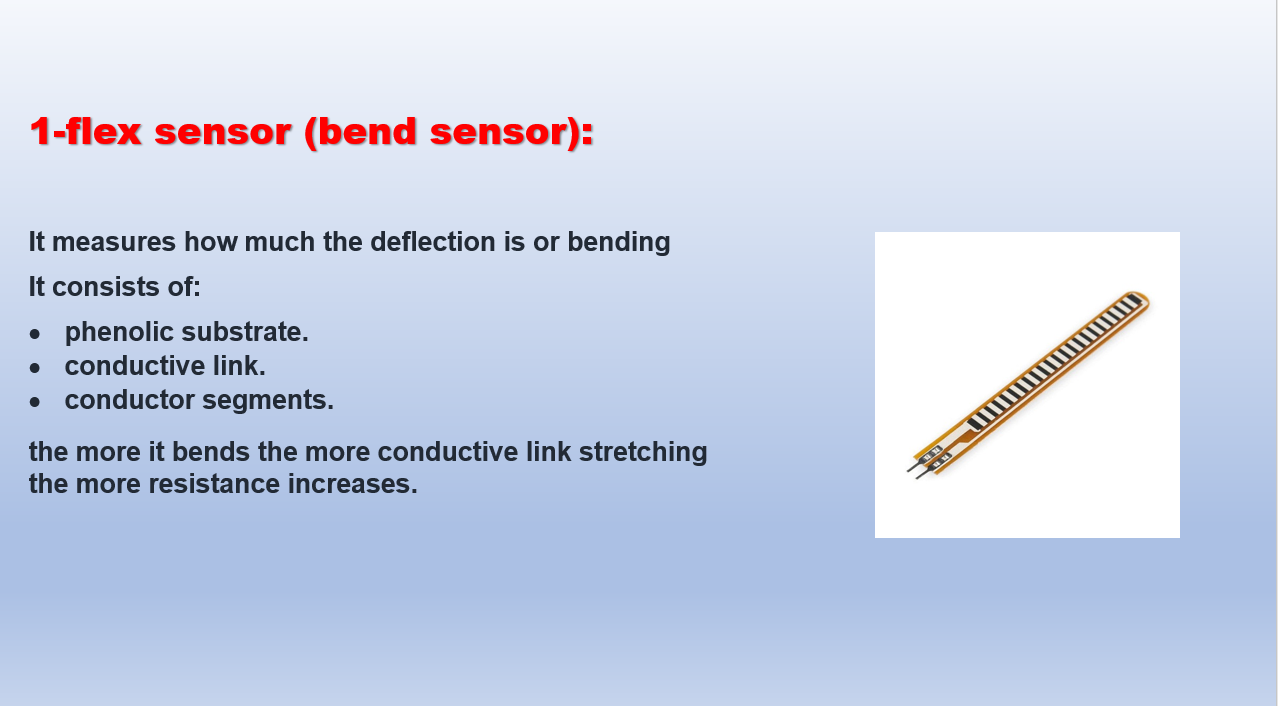 1-flex sensor (bend sensor):
It measures how much the deflection is or bending
It consists of:
• phenolic substrate.
• conductive link.
• conductor segments.
the more it bends the more conductive link stretching
the more resistance increases.